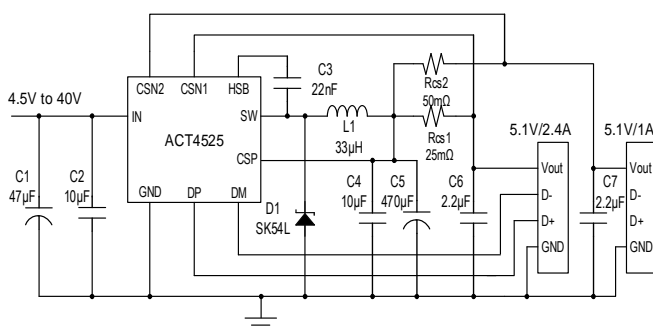 CSN2 CSN1 HSB
C3
22nF
Rcs2
50mΩ
4.5V to 40V
IN
SW
ACT4525
L1
33µH
Rcs1
25mΩ
5.1V/2.4A
5.1V/1A
CSP
C1
47µF
C2
10µF
GND DP DM
D1
SK54L
C4
10µF
C5
470µF
C6
2.2µF
Vout
D-
D+
GND
C7
2.2µF
Vout
D-
D+
GND